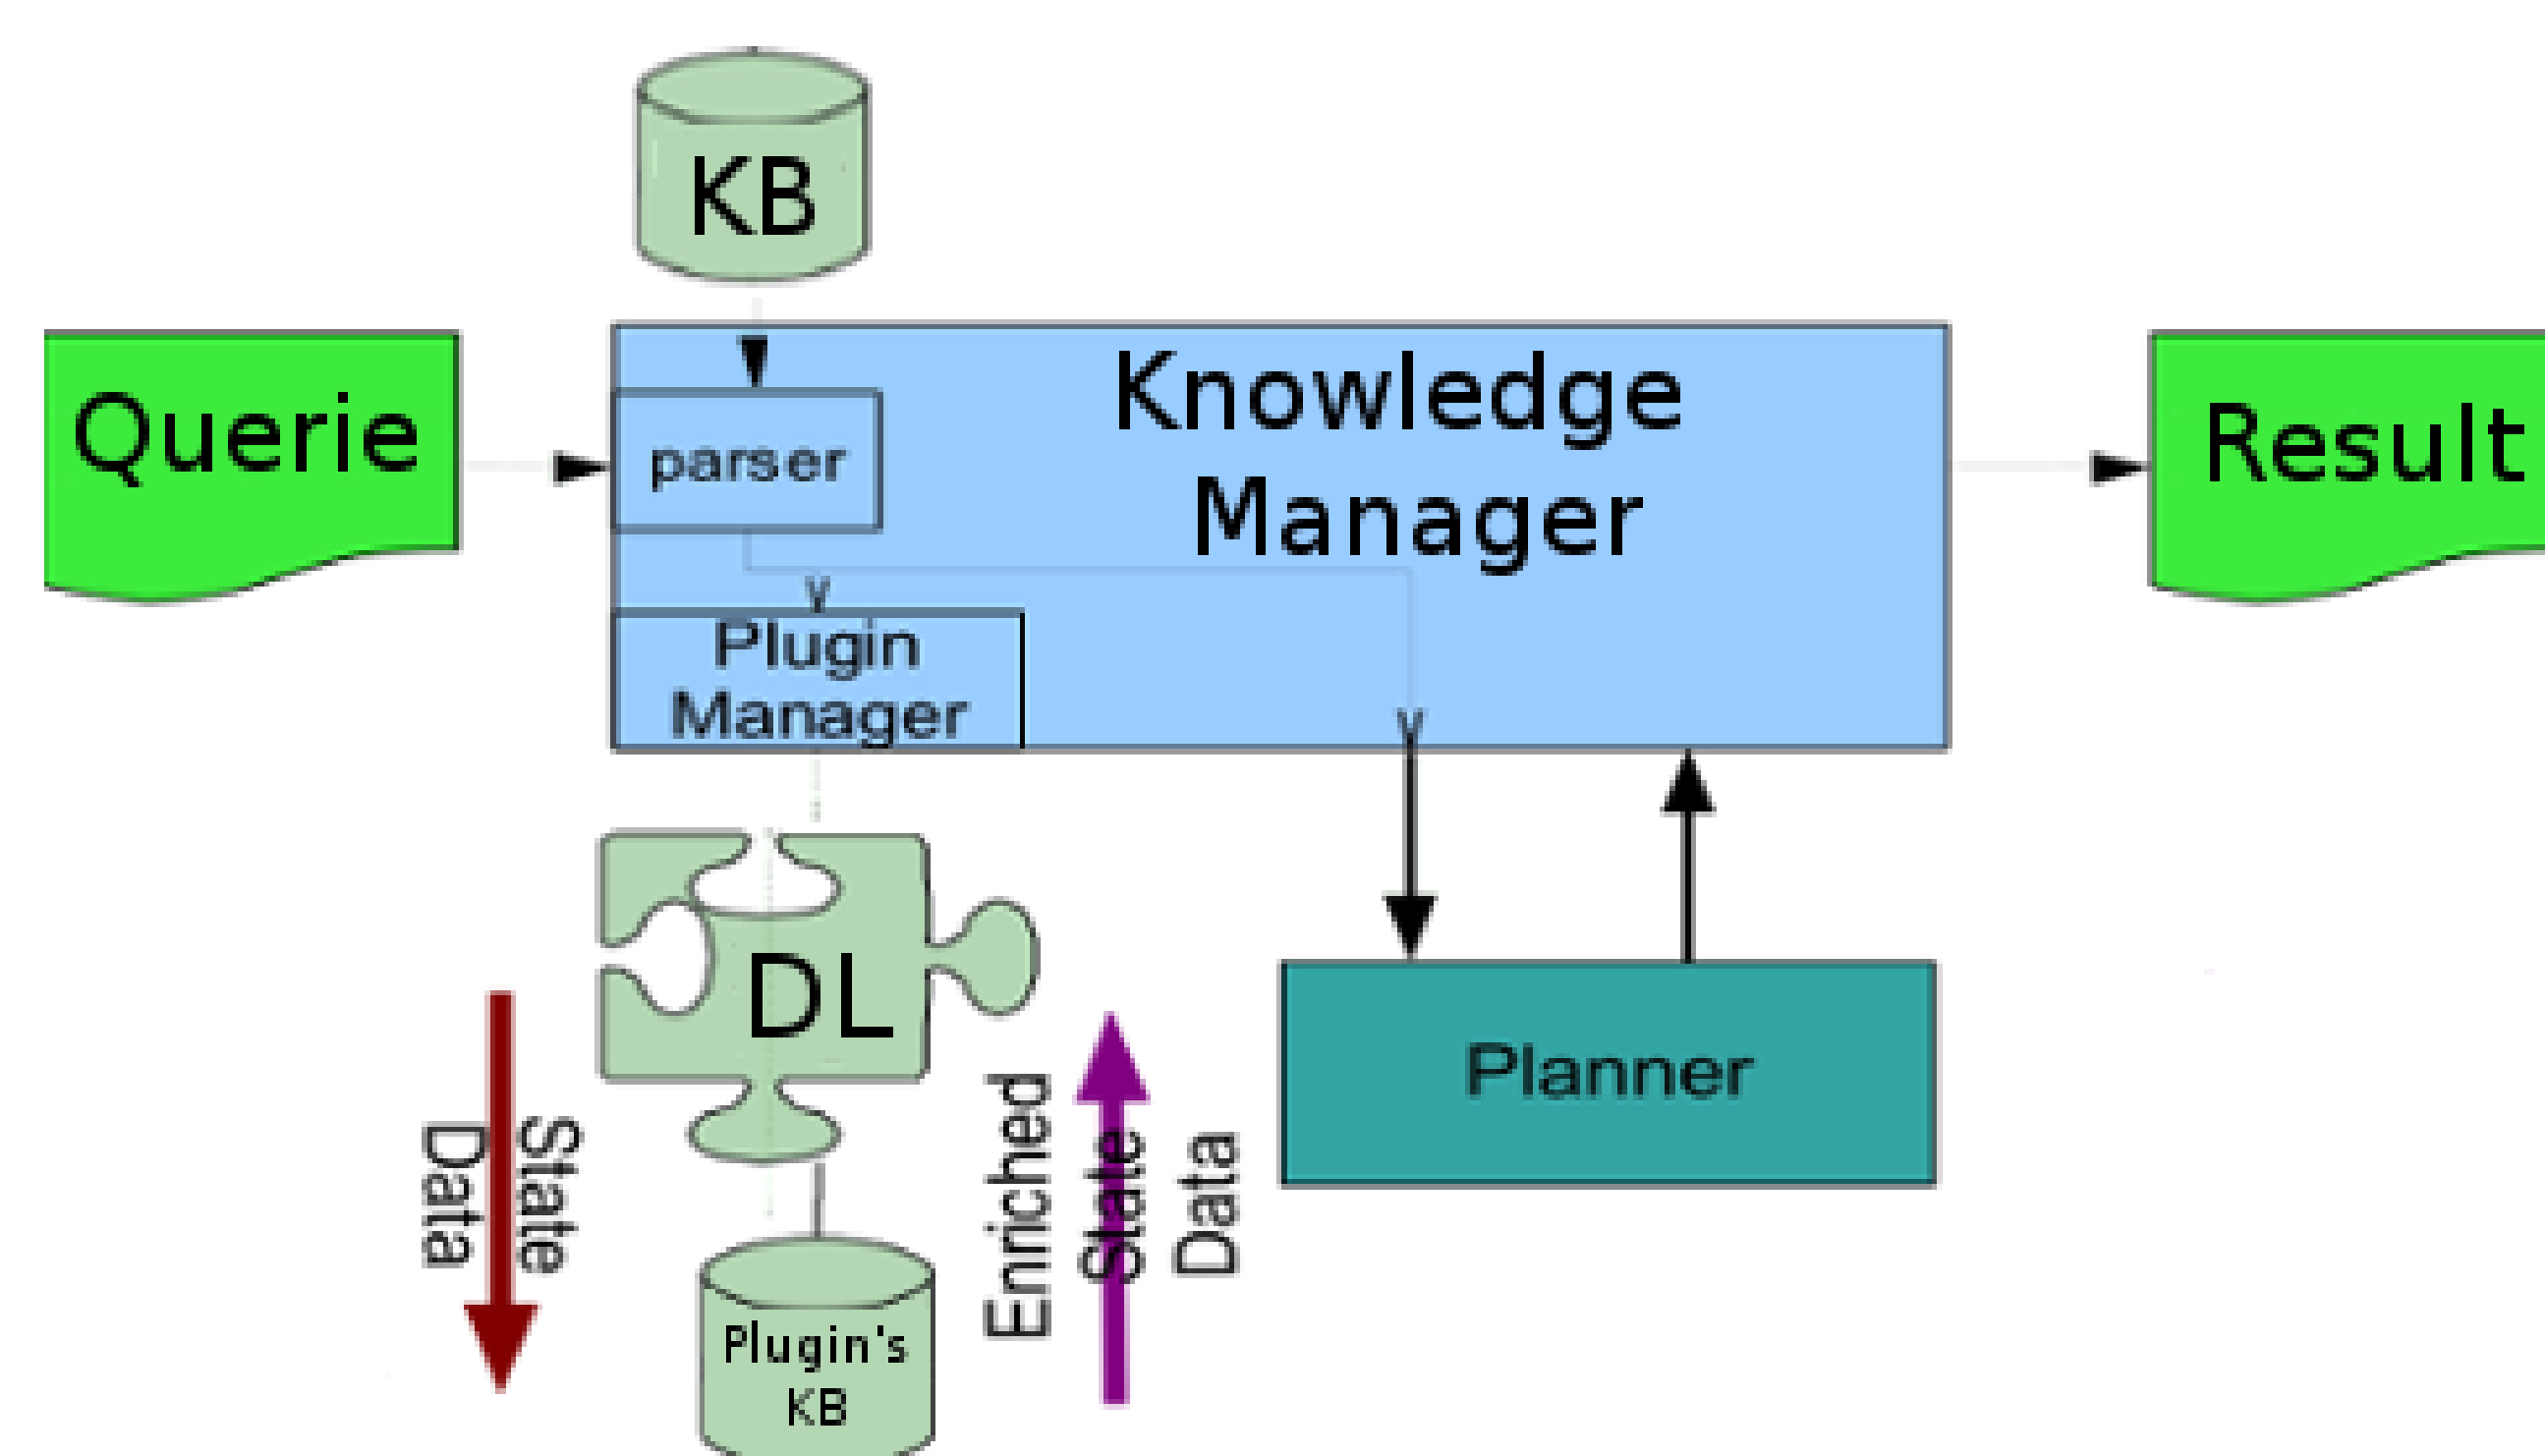 KB
Querie
parser
Knowledge
Manager
Result
Plugin
Manager
DL
State
Data
Enriched
State
Data
Planner
Plugin's
KB